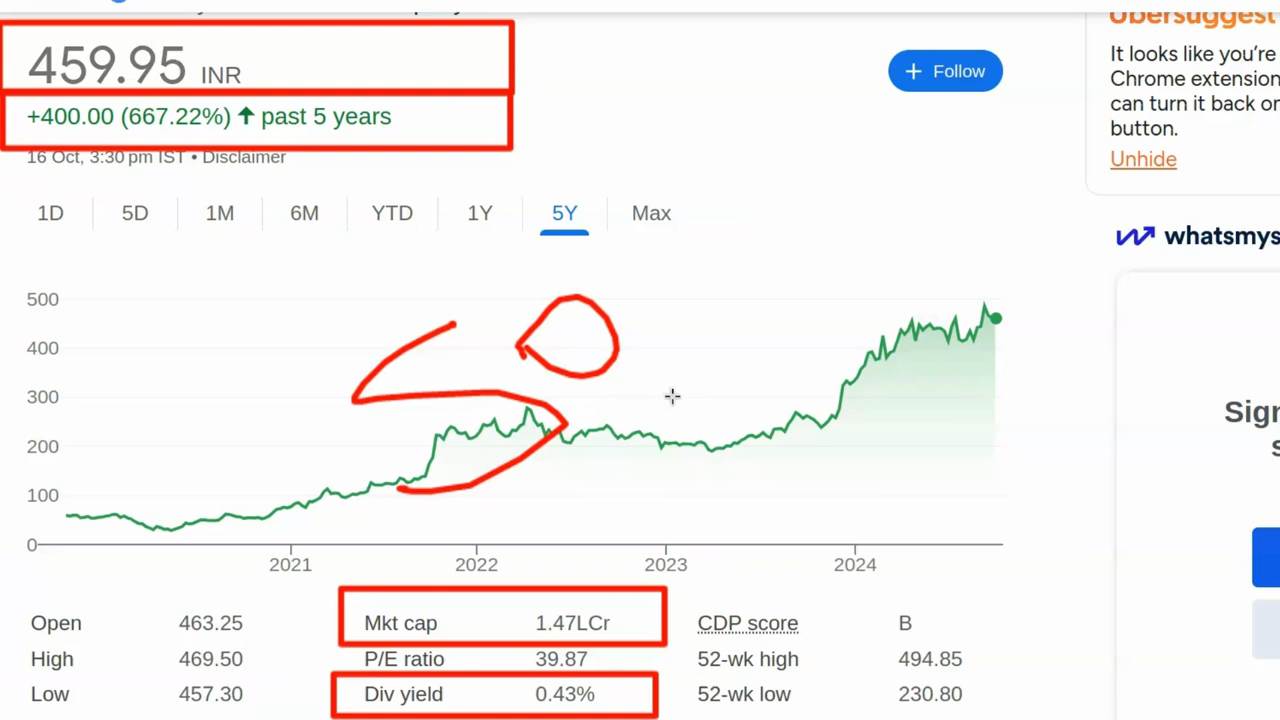 Ubersuggest
459.95 INR
+ Follow
It looks like you're
Chrome extension
can turn it back on
button.
Unhide
+400.00 (667.22%) ↑ past 5 years
16 Oct, 3:30 pm IST • Disclaimer
1D 5D 1M 6M YTD 1Y 5Y Max
whatsmys
500
400
300
200
100
0
2021 2022 2023 2024
50
Sign
s
Open 463.25 Mkt cap 1.47LCr CDP score B
High 469.50 P/E ratio 39.87 52-wk high 494.85
Low 457.30 Div yield 0.43% 52-wk low 230.80